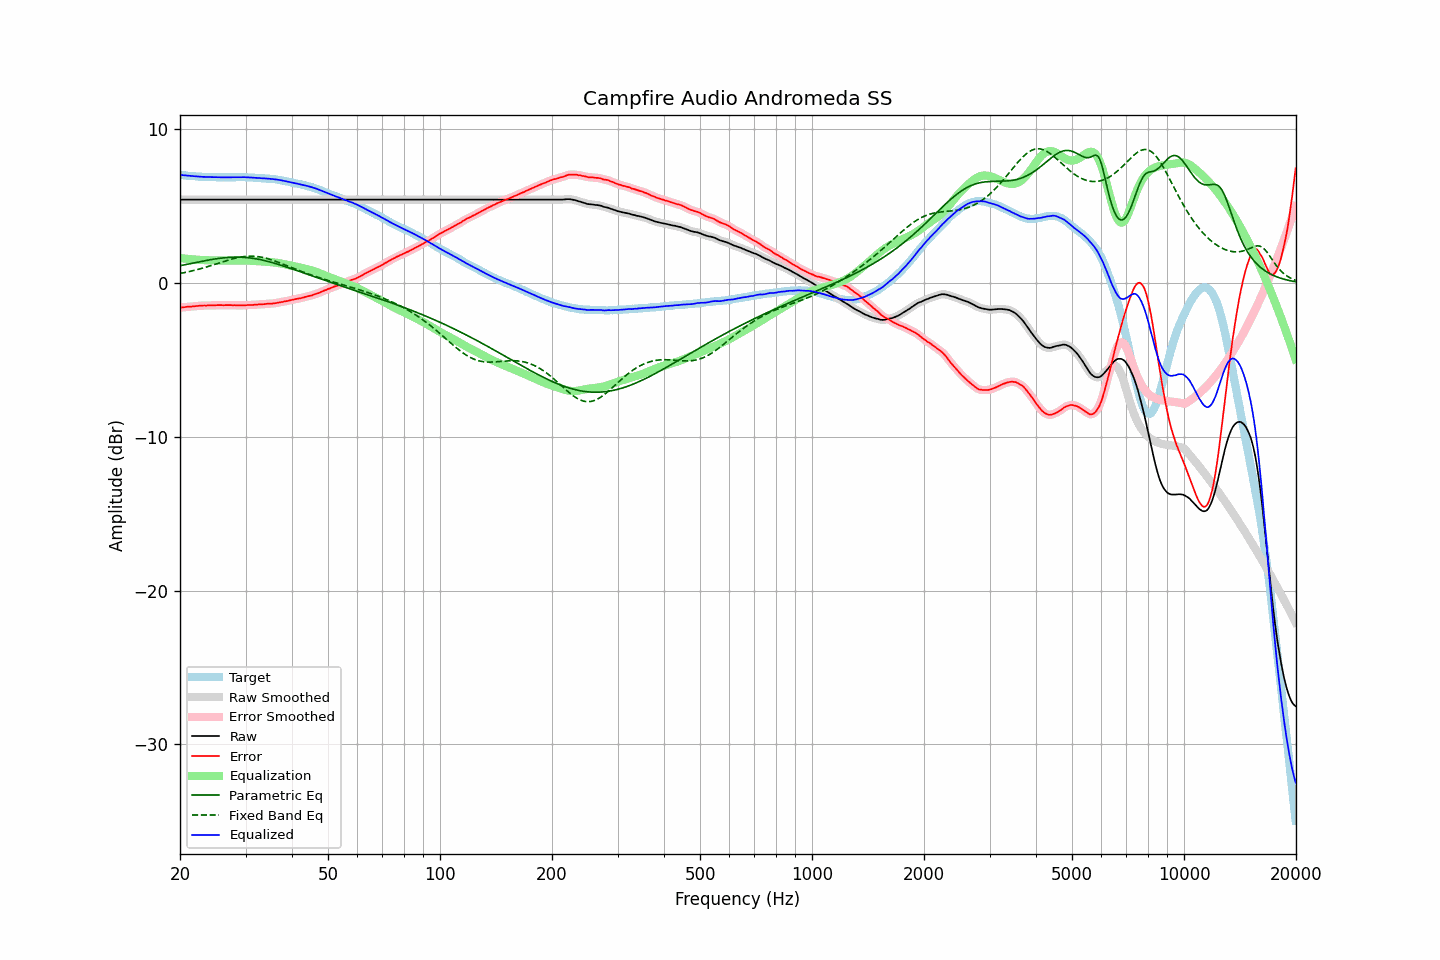 Campfire Audio Andromeda SS
Amplitude (dBr)
10
0
−10
−20
−30
Target
Raw Smoothed
Error Smoothed
Raw
Error
Equalization
Parametric Eq
Fixed Band Eq
Equalized
20 50 100 200 500 1000 2000 5000 10000 20000
Frequency (Hz)